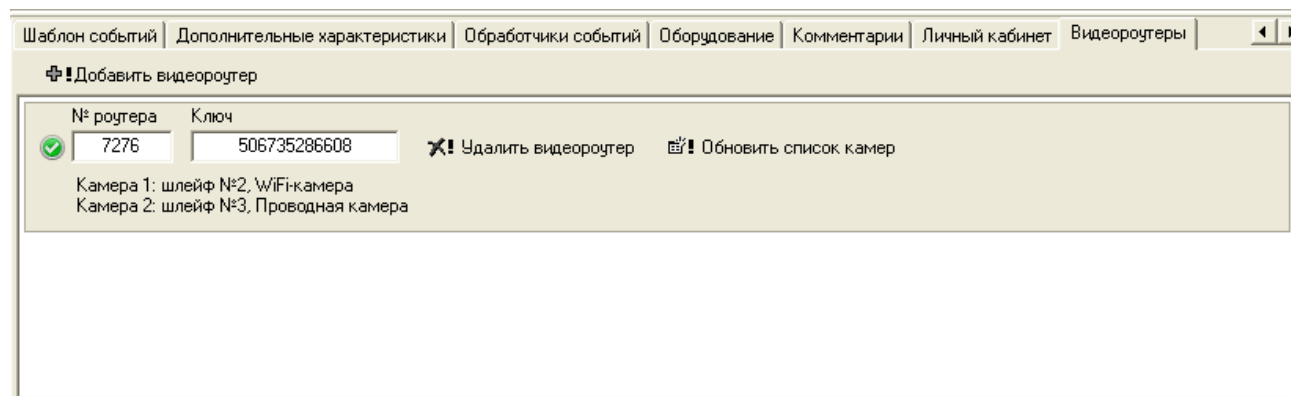 Шаблон событий Дополнительные характеристики Обработчики событий Оборудование Комментарии Личный кабинет Видеороутеры
Добавить видеороутер
№ роутера Ключ
7276 506735286608 Удалить видеороутер Обновить список камер
Камера 1: шлейф №2, WiFi-камера
Камера 2: шлейф №3, Проводная камера